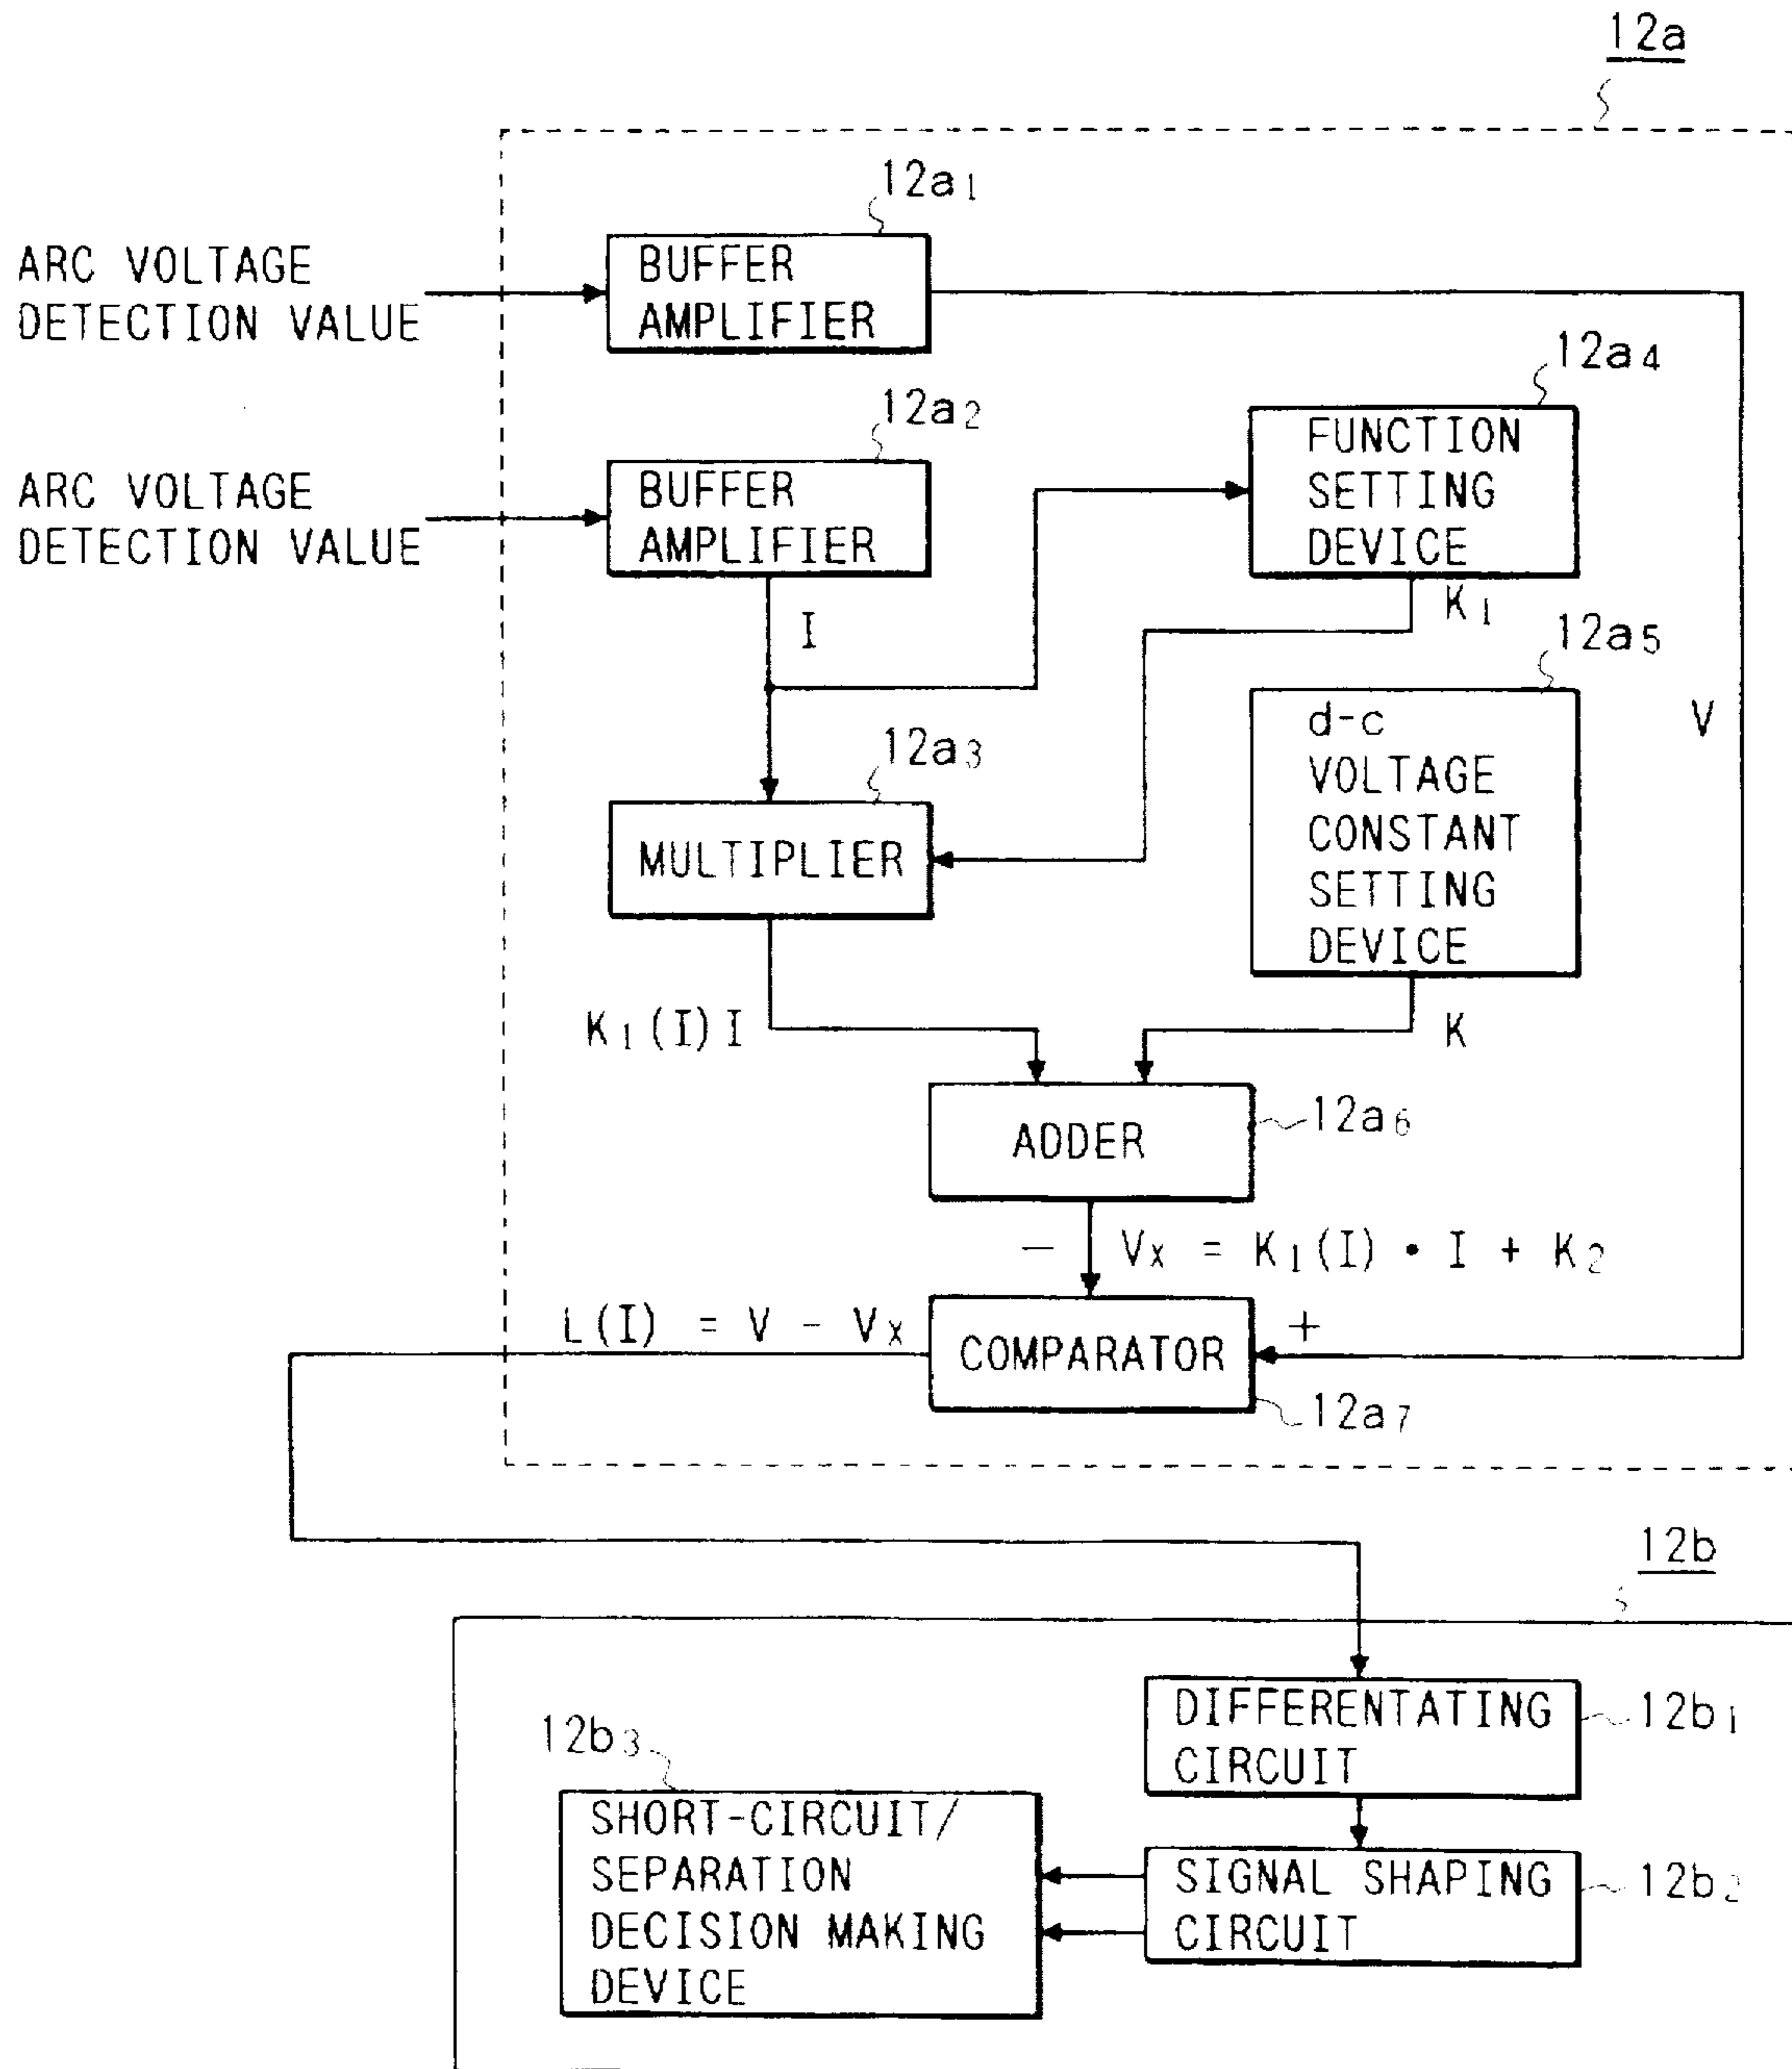 12a
12a1
ARC VOLTAGE
DETECTION VALUE
BUFFER
AMPLIFIER
12a4
12a2
ARC VOLTAGE
DETECTION VALUE
BUFFER
AMPLIFIER
FUNCTION
SETTING
DEVICE
I
K1
12a5
V
12a3
MULTIPLIER
d-c
VOLTAGE
CONSTANT
SETTING
DEVICE
K1(I)I
K
ADDER
12a6
− Vx = K1(I) • I + K2
L(I) = V − Vx
COMPARATOR
+
12a7
12b
DIFFERENTATING
CIRCUIT
12b1
12b3
SHORT-CIRCUIT/
SEPARATION
DECISION MAKING
DEVICE
SIGNAL SHAPING
CIRCUIT
12b2